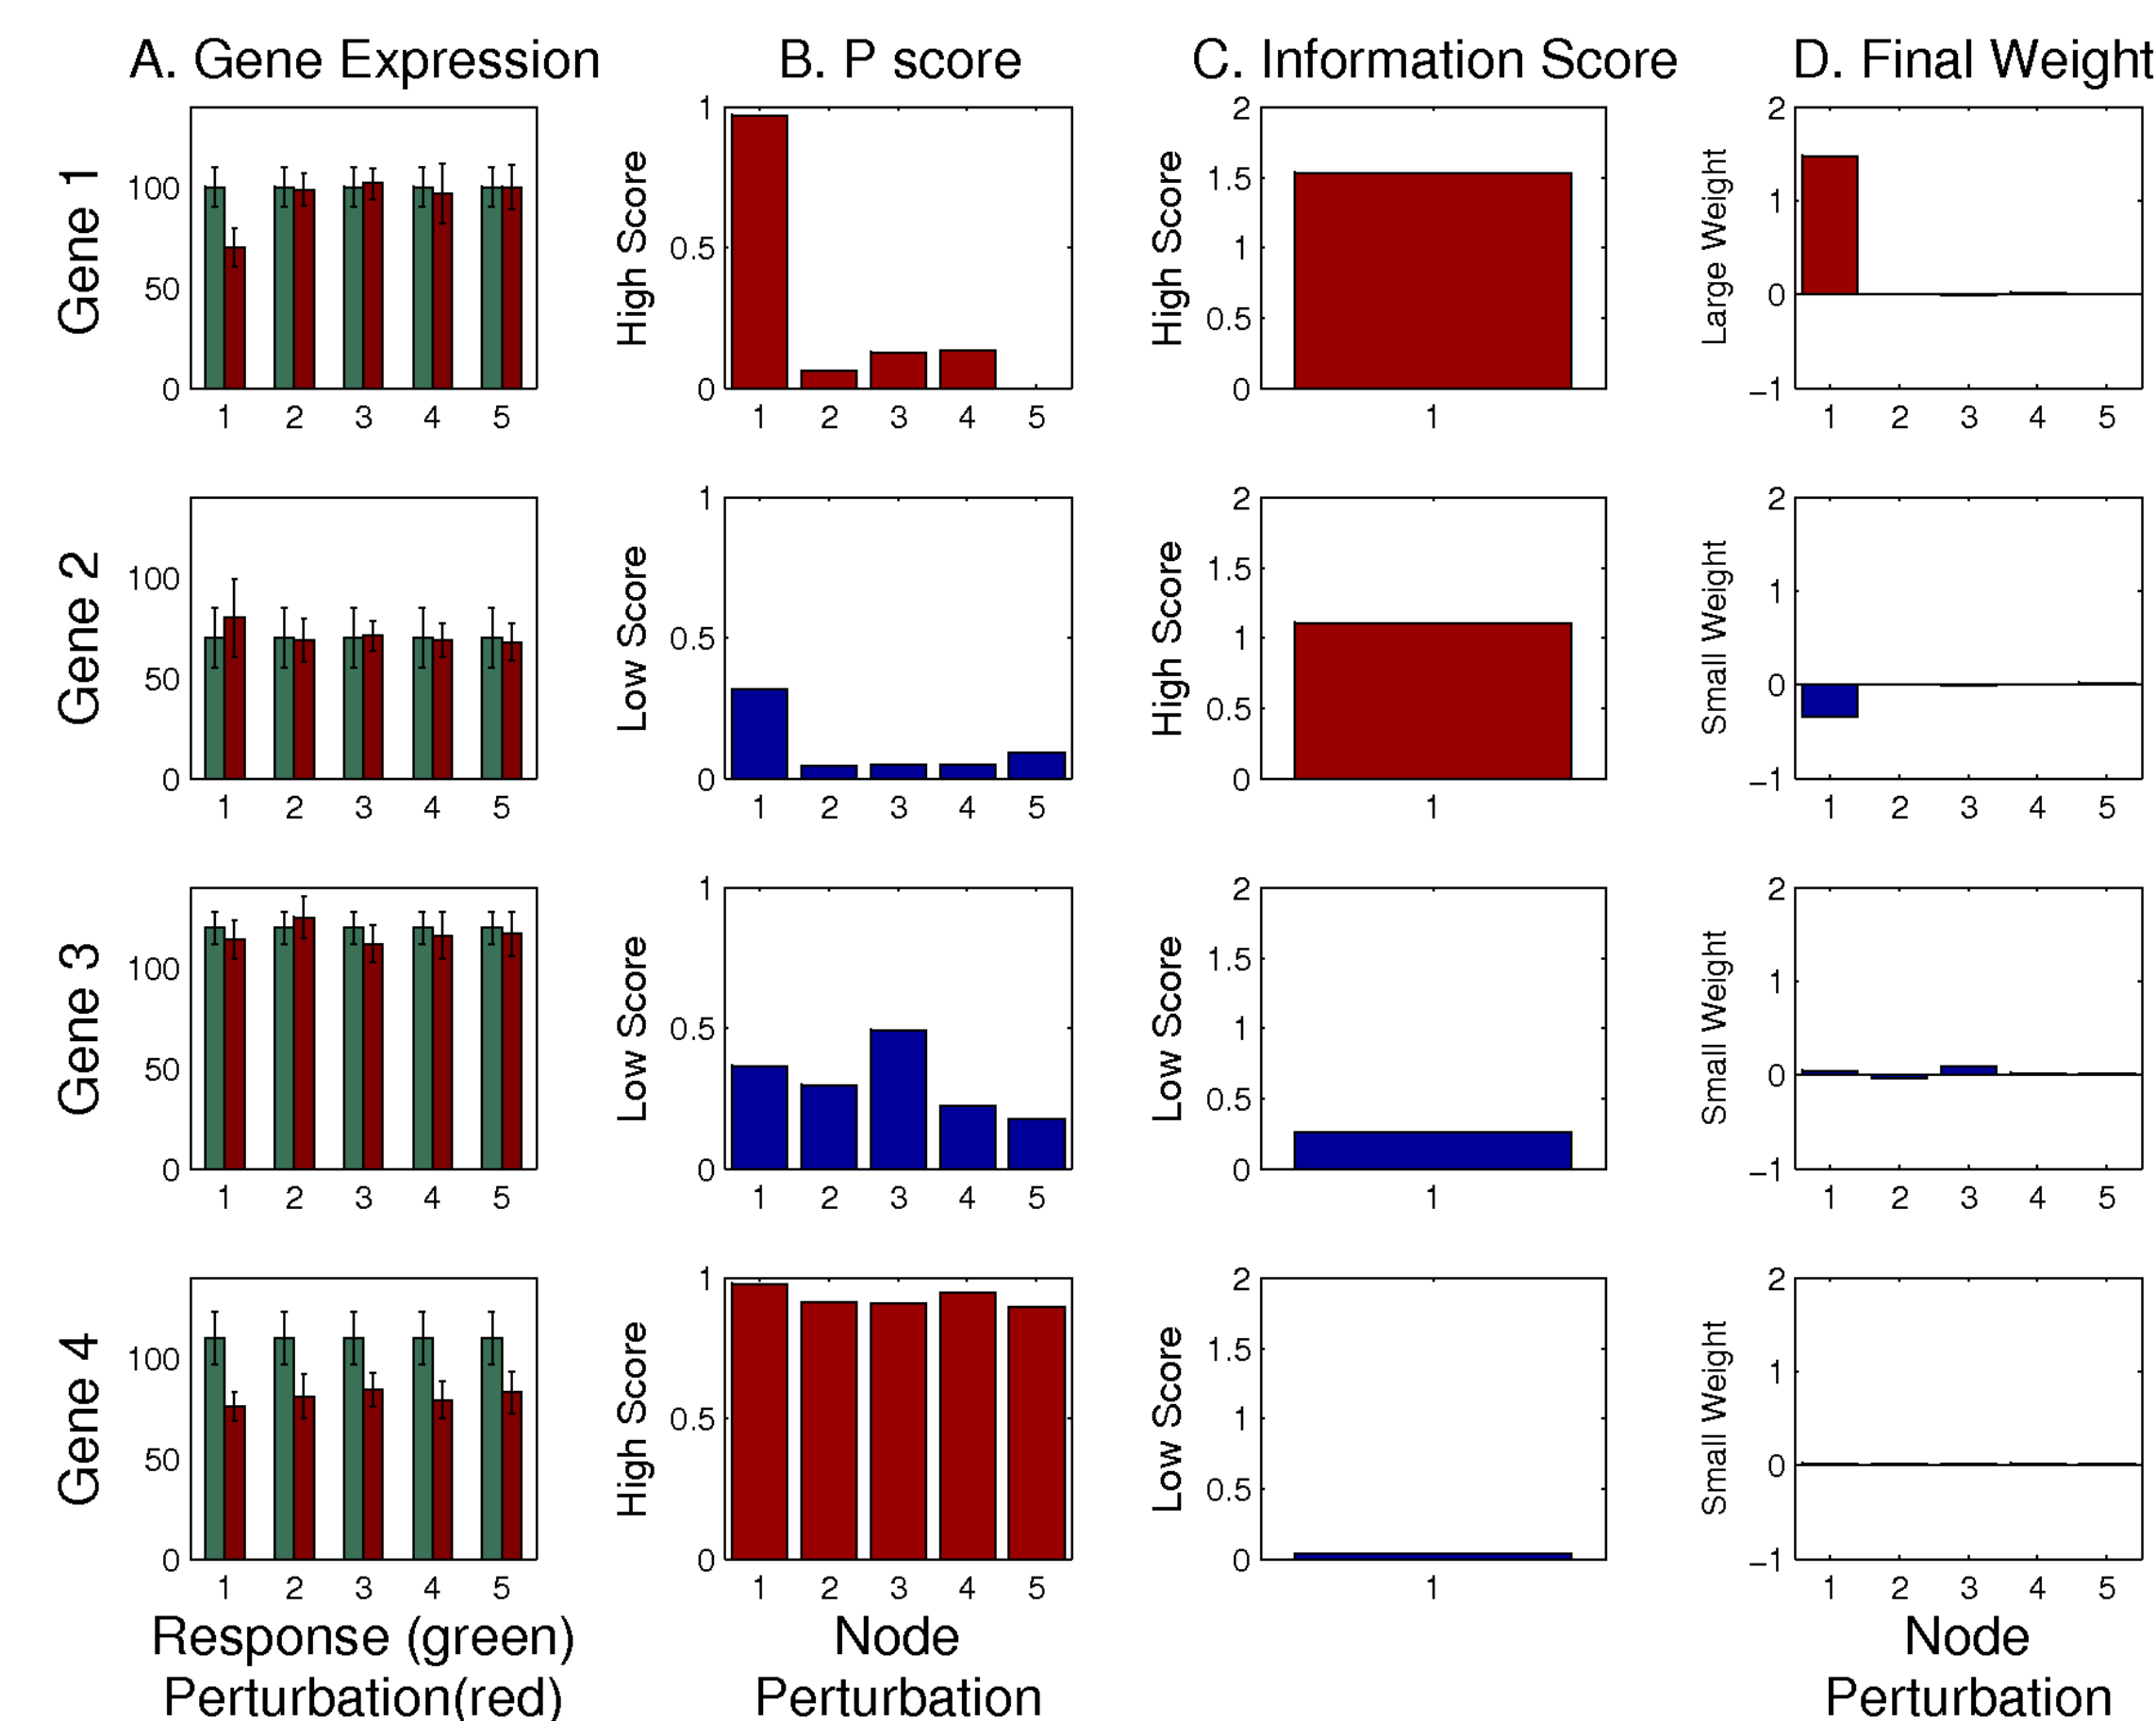 A. Gene Expression
B. P score
C. Information Score
D. Final Weight
Gene 1
100
50
0
1 2 3 4 5
High Score
1
0.5
0
1 2 3 4 5
High Score
2
1.5
1
0.5
0
1
Large Weight
2
1
0
−1
1 2 3 4 5
Gene 2
100
50
0
1 2 3 4 5
Low Score
1
0.5
0
1 2 3 4 5
High Score
2
1.5
1
0.5
0
1
Small Weight
2
1
0
−1
1 2 3 4 5
Gene 3
100
50
0
1 2 3 4 5
Low Score
1
0.5
0
1 2 3 4 5
Low Score
2
1.5
1
0.5
0
1
Small Weight
2
1
0
−1
1 2 3 4 5
Gene 4
100
50
0
1 2 3 4 5
High Score
1
0.5
0
1 2 3 4 5
Low Score
2
1.5
1
0.5
0
1
Small Weight
2
1
0
−1
1 2 3 4 5
Response (green)
Perturbation(red)
Node
Perturbation
Node
Perturbation